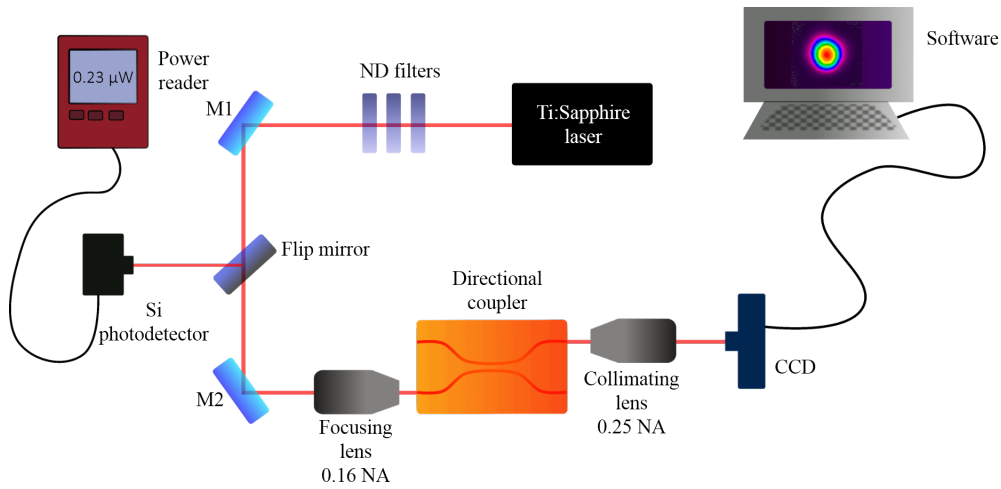 0.23 µW
Power
reader
M1
ND filters
Ti:Sapphire
laser
Software
Flip mirror
Si
photodetector
Directional
coupler
M2
Focusing
lens
0.16 NA
Collimating
lens
0.25 NA
CCD